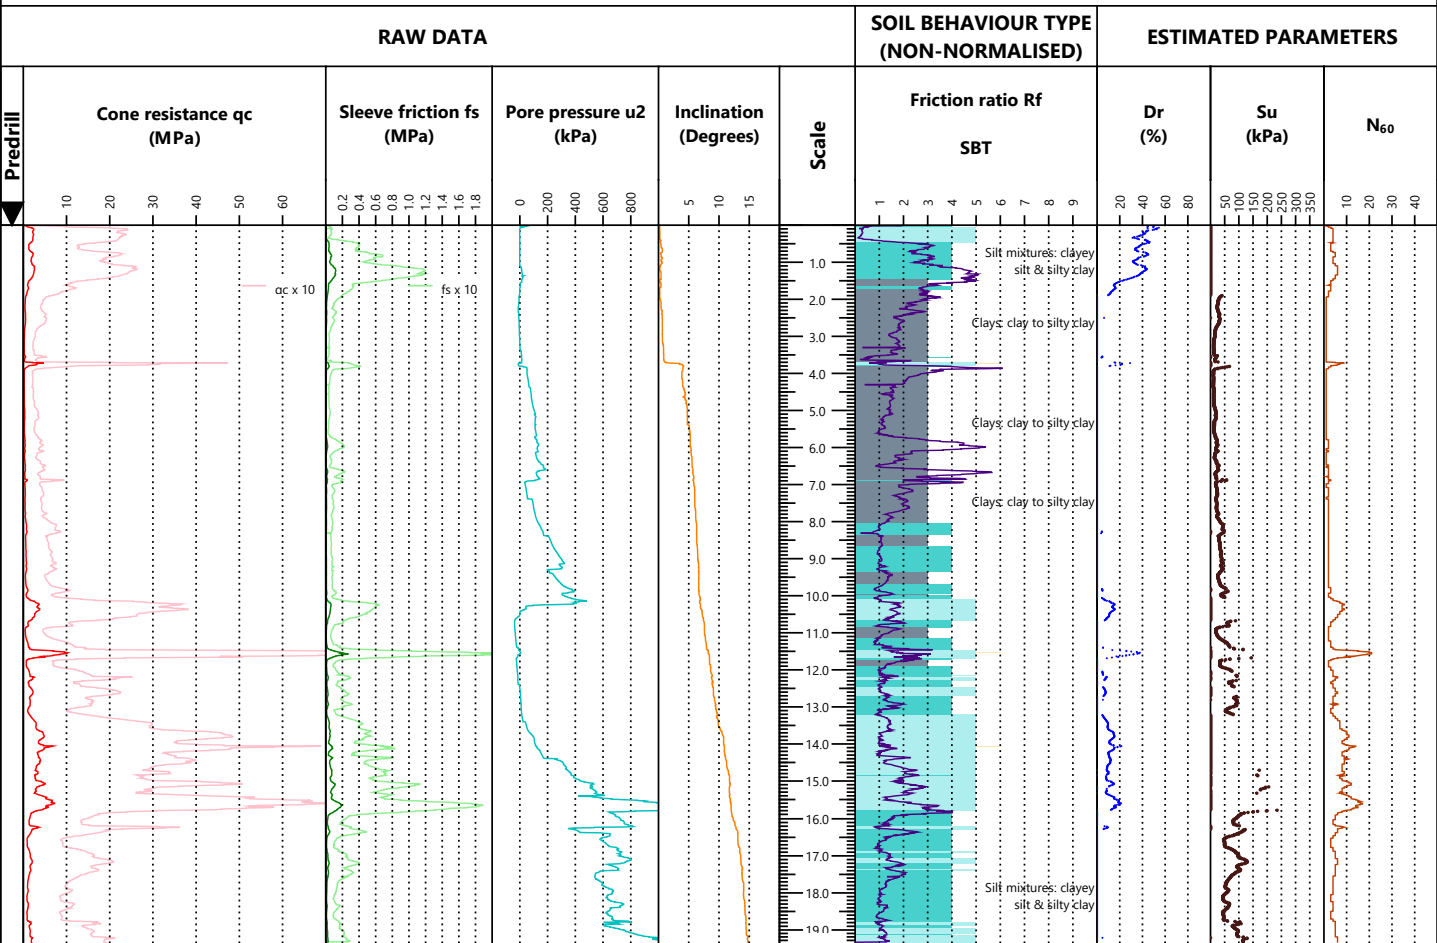 RAW DATA
SOIL BEHAVIOUR TYPE
(NON-NORMALISED)
ESTIMATED PARAMETERS
Predrill
Cone resistance qc
(MPa)
Sleeve friction fs
(MPa)
Pore pressure u2
(kPa)
Inclination
(Degrees)
Scale
Friction ratio Rf
SBT
Dr
(%)
Su
(kPa)
N60
10 20 30 40 50 60
0.2 0.4 0.6 0.8 1.0 1.2 1.4 1.6 1.8
0 200 400 600 800
5 10 15
1 2 3 4 5 6 7 8 9
20 40 60 80
50 100 150 200 250 300 350
10 20 30 40
qc x 10
fs x 10
1.0
2.0
3.0
4.0
5.0
6.0
7.0
8.0
9.0
10.0
11.0
12.0
13.0
14.0
15.0
16.0
17.0
18.0
19.0
Silt mixtures: clayey
silt & silty clay
Clays: clay to silty clay
Clays: clay to silty clay
Clays: clay to silty clay
Silt mixtures: clayey
silt & silty clay